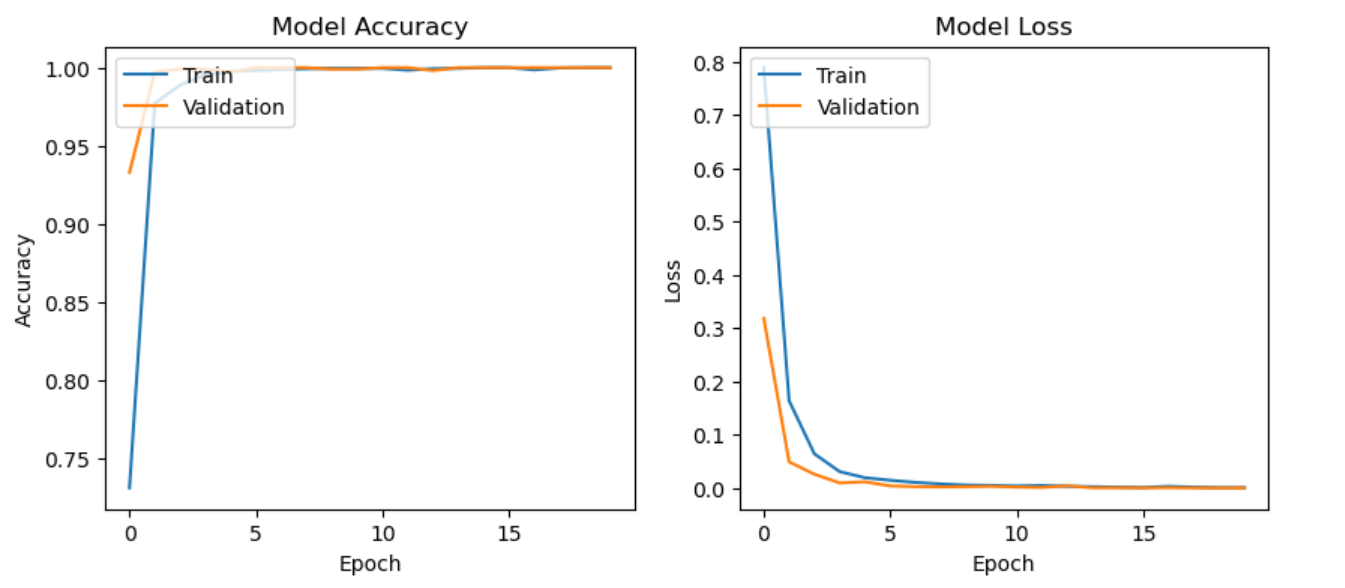 Model Accuracy
Train
Validation
1.00
0.95
0.90
0.85
0.80
0.75
Accuracy
0 5 10 15
Epoch
Model Loss
Train
Validation
0.8
0.7
0.6
0.5
0.4
0.3
0.2
0.1
0.0
Loss
0 5 10 15
Epoch